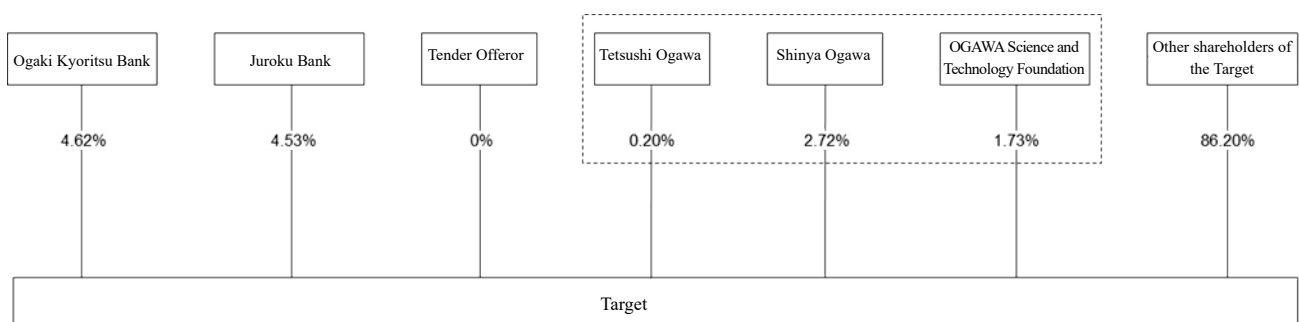 Ogaki Kyoritsu Bank
Juroku Bank
Tender Offeror
Tetsushi Ogawa
Shinya Ogawa
OGAWA Science and
Technology Foundation
Other shareholders of
the Target
4.62%
4.53%
0%
0.20%
2.72%
1.73%
86.20%
Target